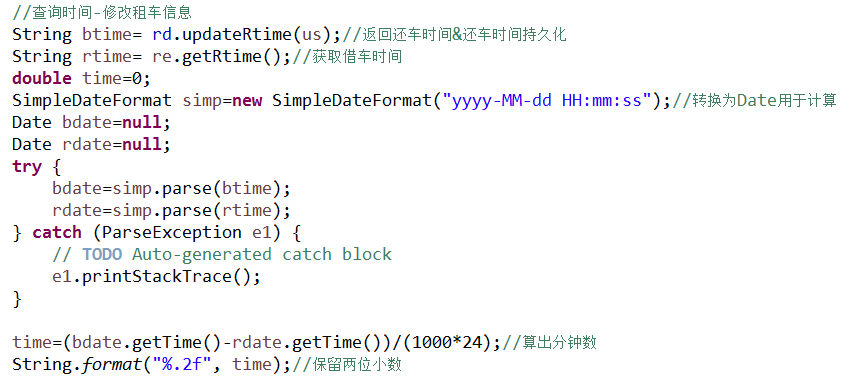 //查询时间-修改租车信息
String btime= rd.updateRtime(us);//返回还车时间&还车时间持久化
String rtime= re.getRtime();//获取借车时间
double time=0;
SimpleDateFormat simp=new SimpleDateFormat("yyyy-MM-dd HH:mm:ss");//转换为Date用于计算
Date bdate=null;
Date rdate=null;
try {
    bdate=simp.parse(btime);
    rdate=simp.parse(rtime);
} catch (ParseException e1) {
    // TODO Auto-generated catch block
    e1.printStackTrace();
}
time=(bdate.getTime()-rdate.getTime())/(1000*24);//算出分钟数
String.format("%.2f", time);//保留两位小数